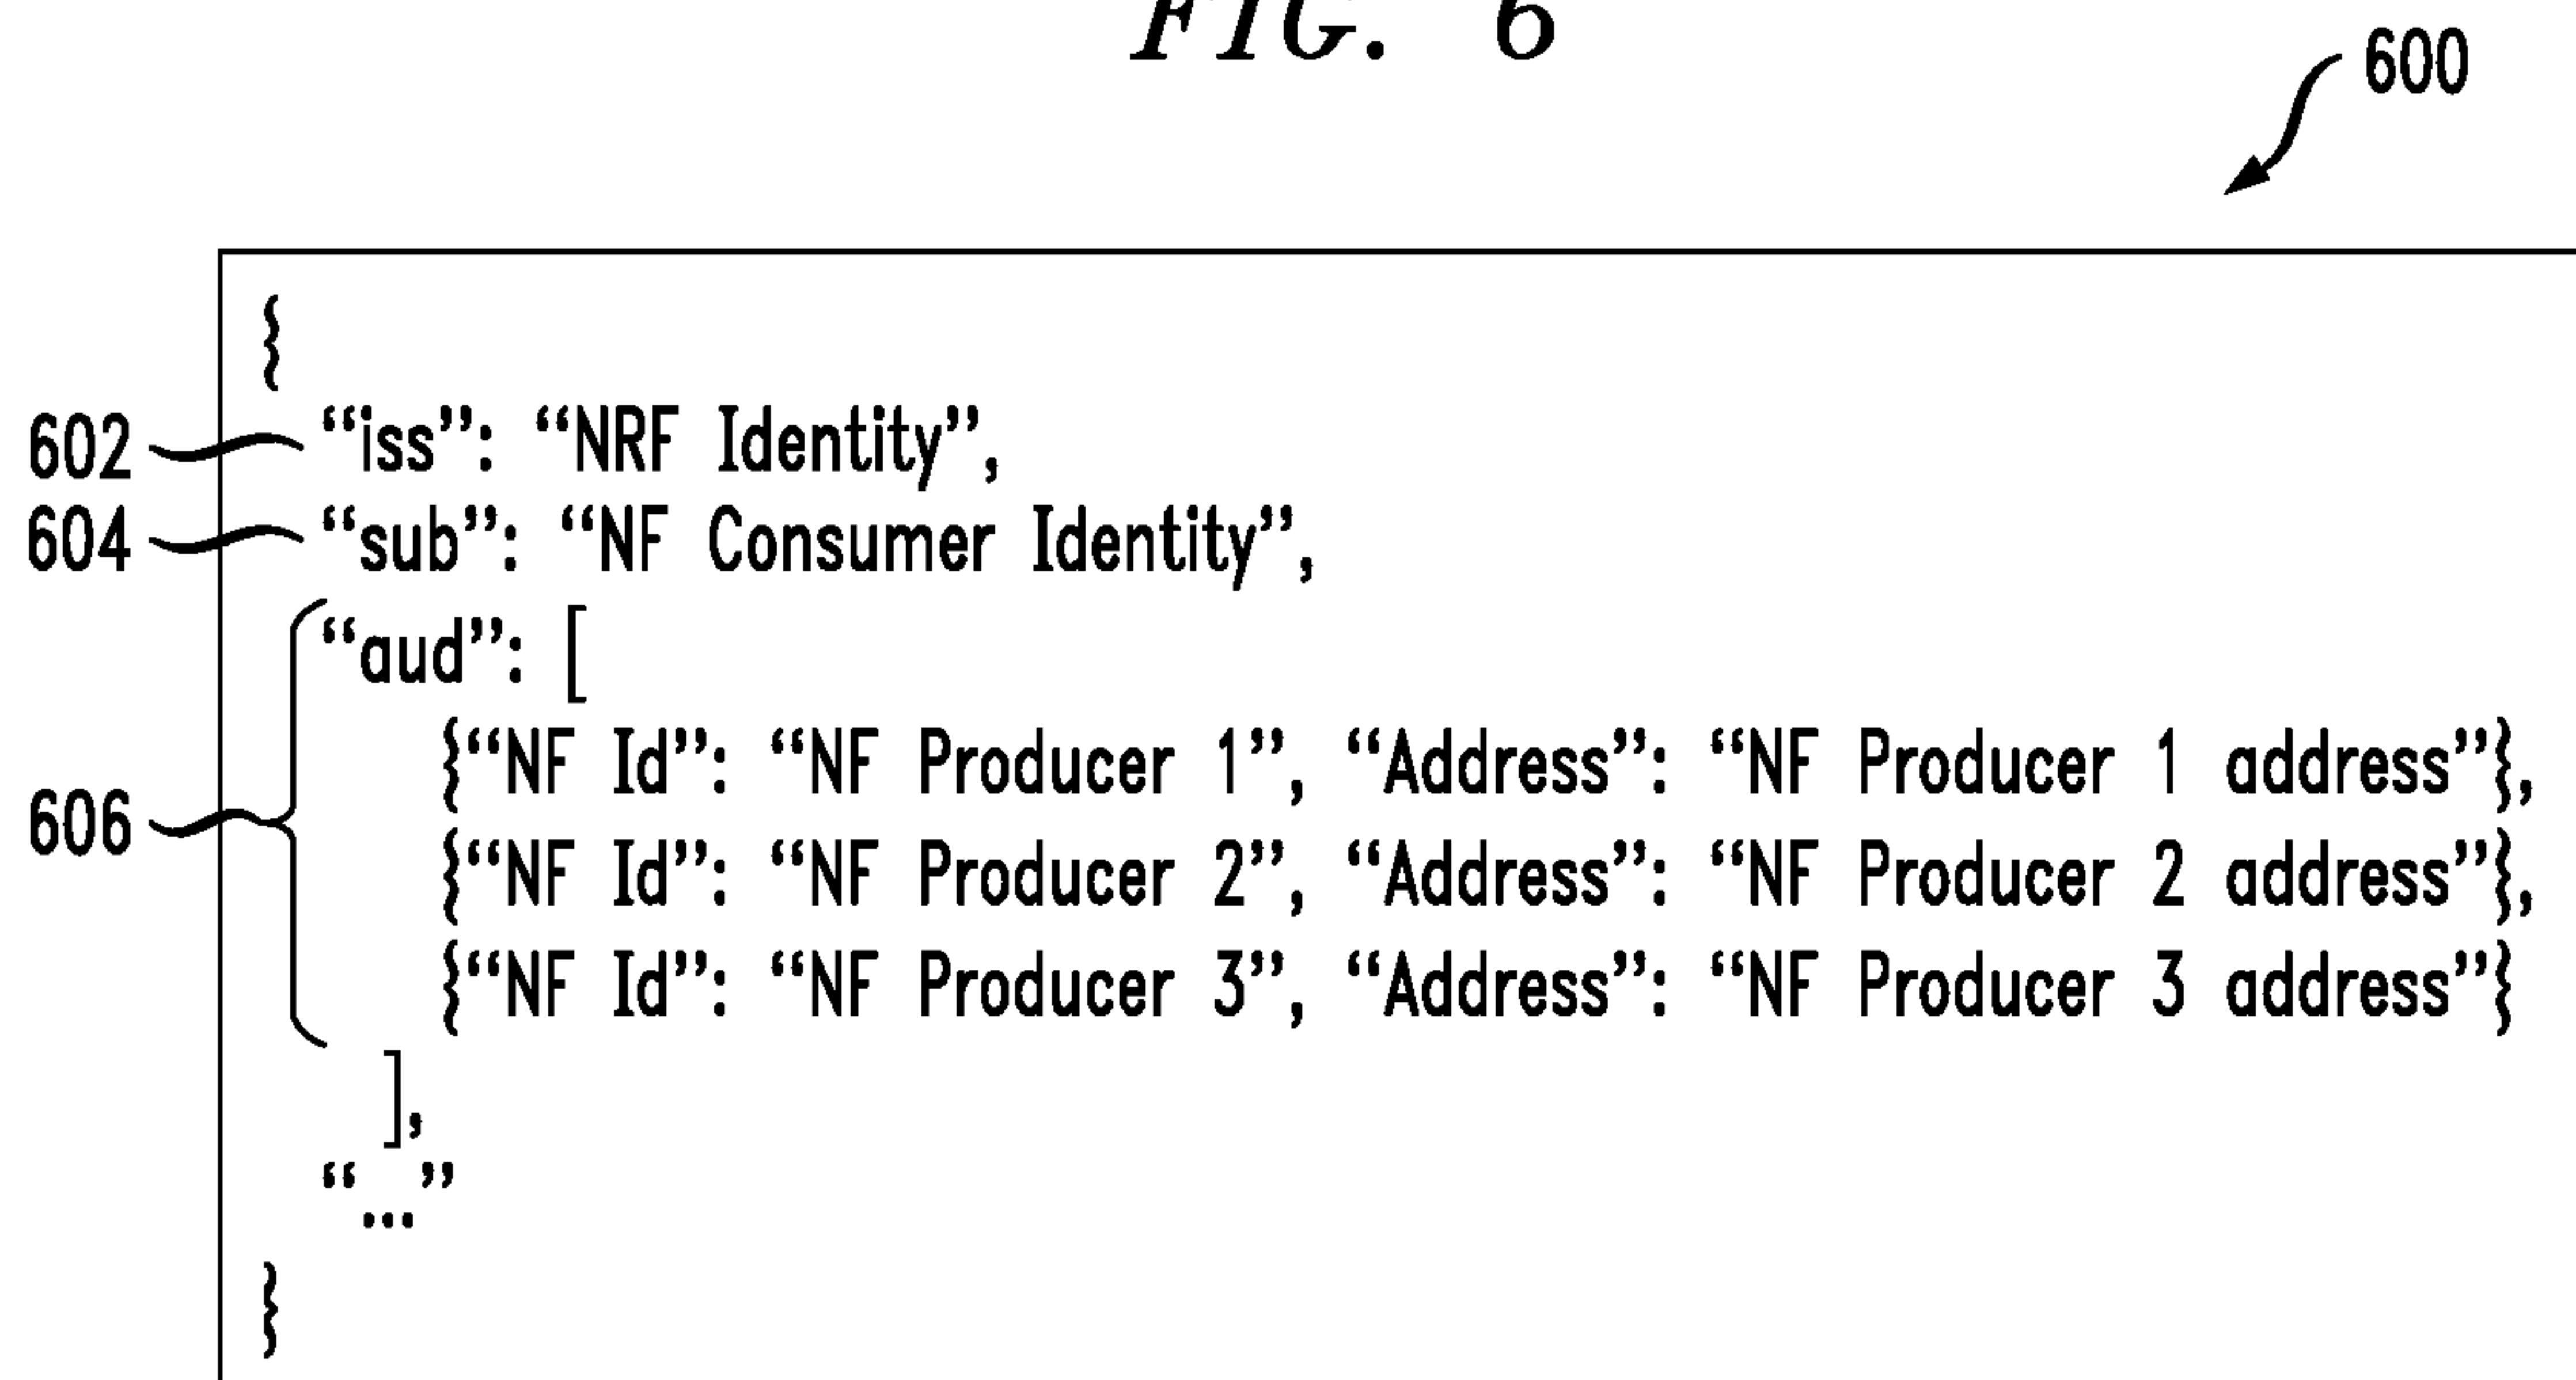 FIG. 6
600
{
602 “iss”: “NRF Identity”,
604 “sub”: “NF Consumer Identity”,
“aud”: [
{“NF Id”: “NF Producer 1”, “Address”: “NF Producer 1 address”},
606 {“NF Id”: “NF Producer 2”, “Address”: “NF Producer 2 address”},
{“NF Id”: “NF Producer 3”, “Address”: “NF Producer 3 address”}
],
“...”
}